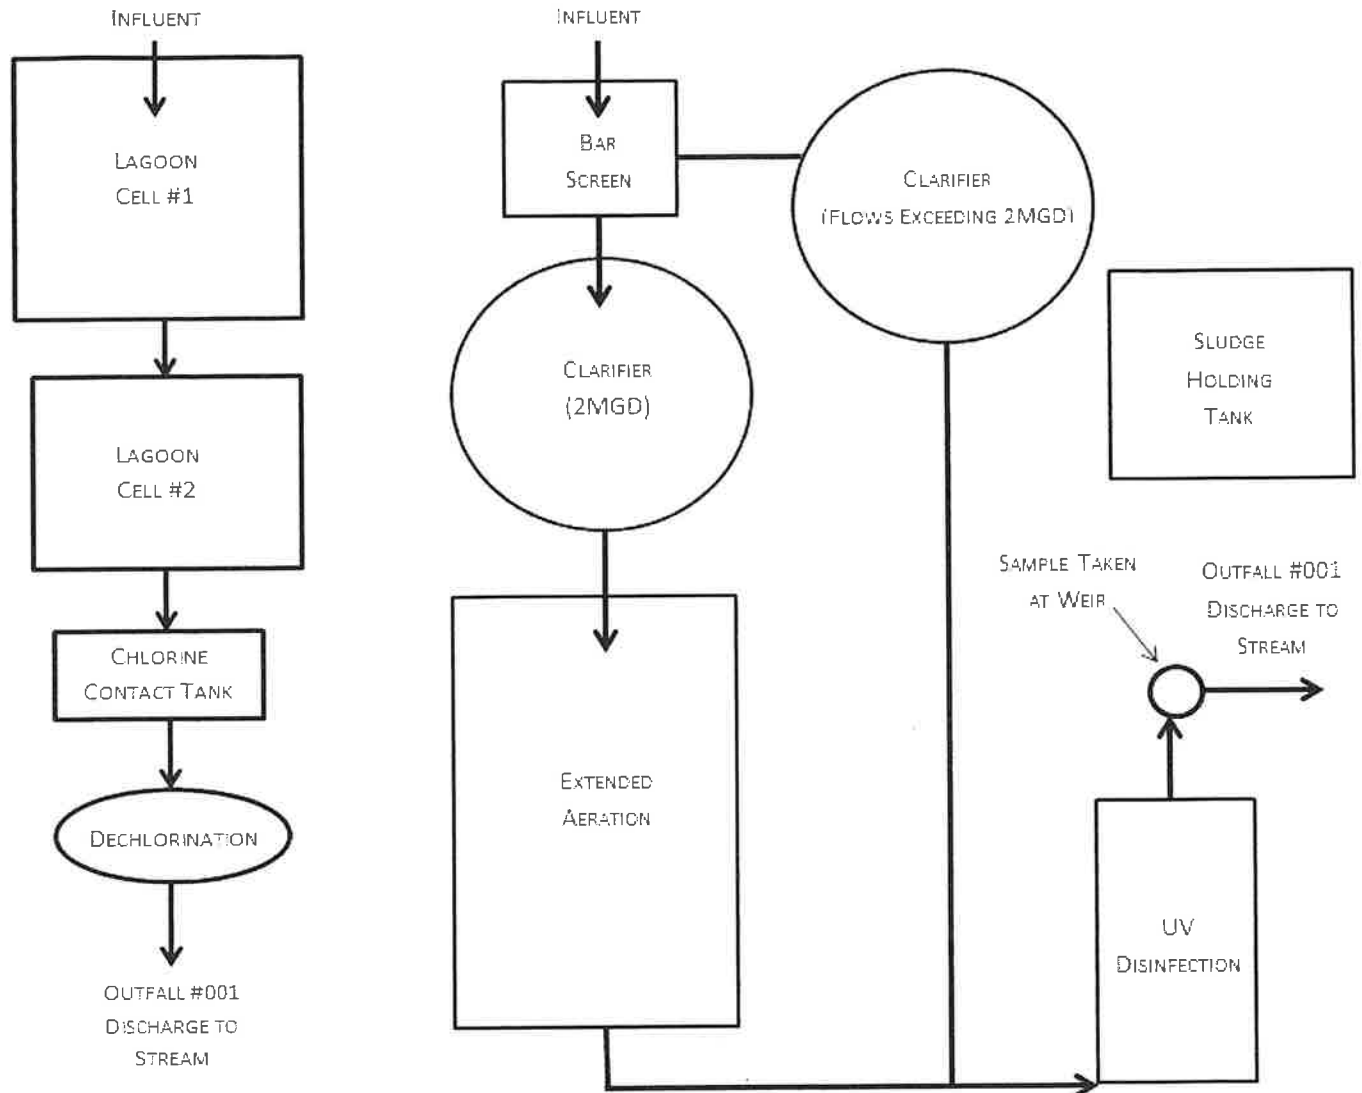 INFLUENT
LAGOON
CELL #1
LAGOON
CELL #2
CHLORINE
CONTACT TANK
DECHLORINATION
OUTFALL #001
DISCHARGE TO
STREAM
INFLUENT
BAR
SCREEN
CLARIFIER
(FLOWS EXCEEDING 2MGD)
CLARIFIER
(2MGD)
EXTENDED
AERATION
SLUDGE
HOLDING
TANK
SAMPLE TAKEN
AT WEIR
OUTFALL #001
DISCHARGE TO
STREAM
UV
DISINFECTION